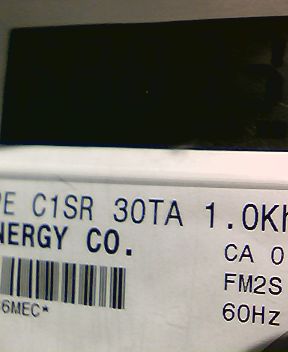 PE C1SR 30TA 1.0Kh
NERGY CO.
CA 0
FM2S
6MEC*
60Hz